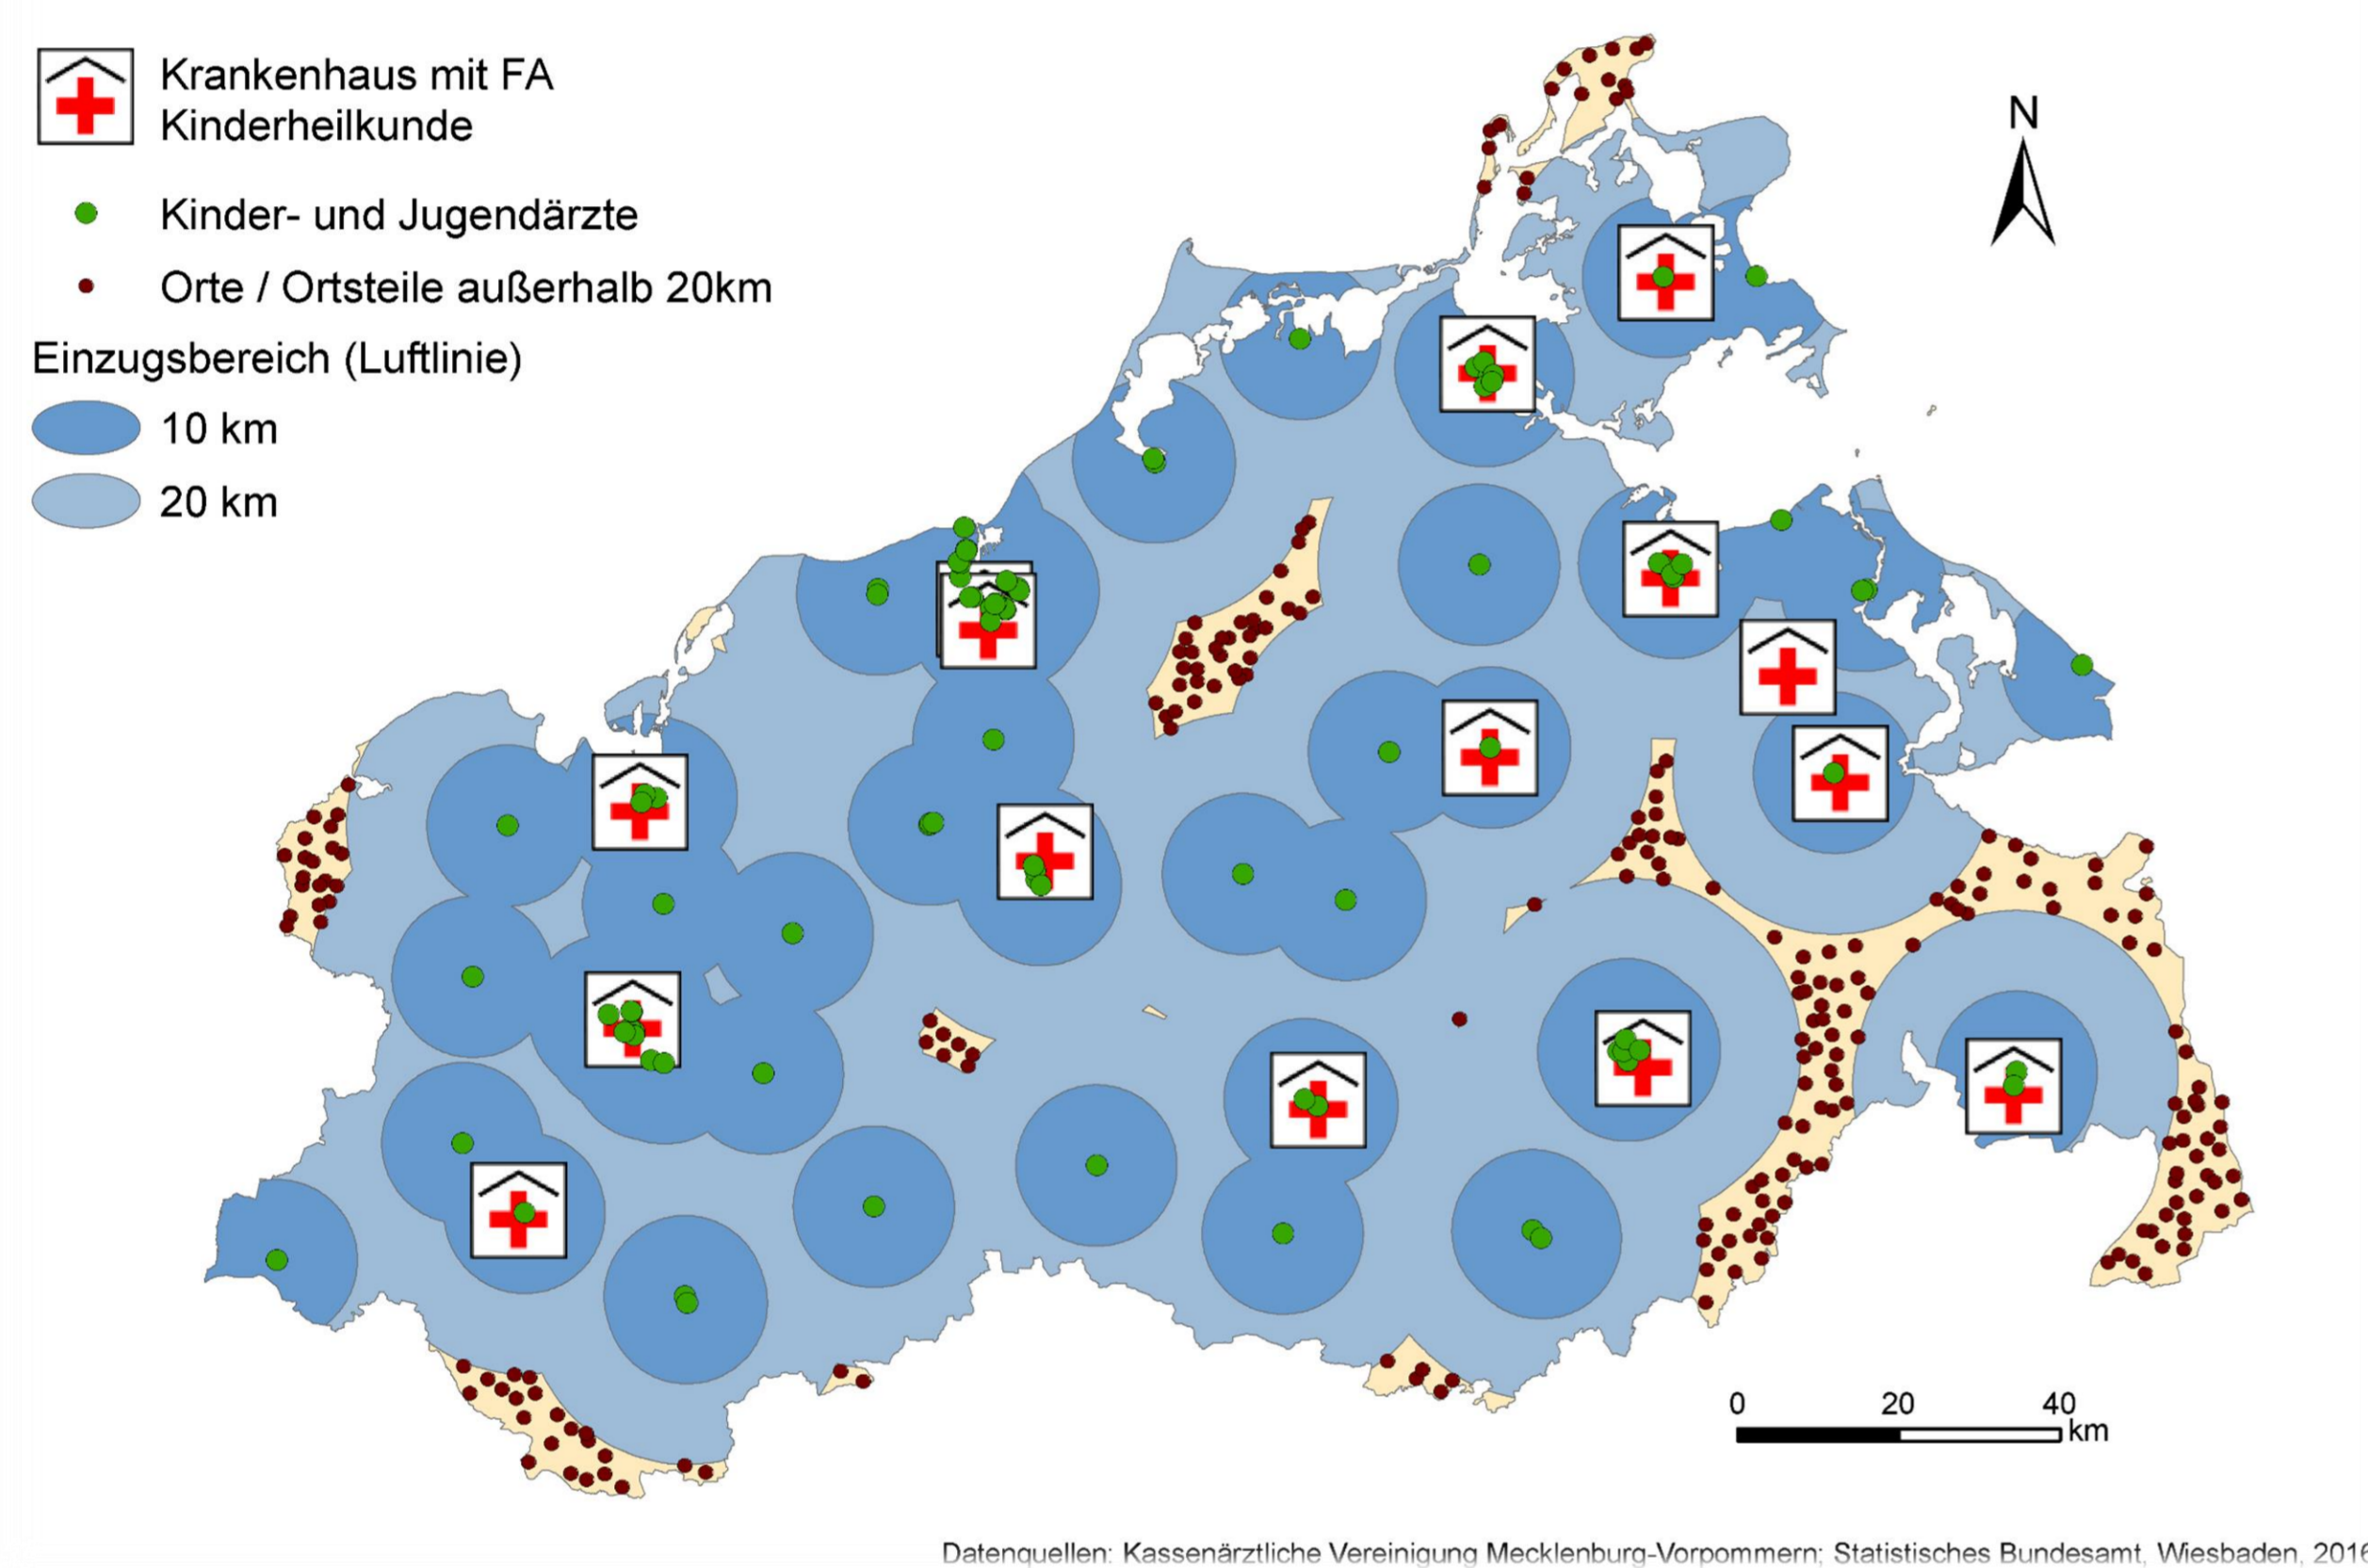 Krankenhaus mit FA
Kinderheilkunde
Kinder- und Jugendärzte
Orte / Ortsteile außerhalb 20km
Einzugsbereich (Luftlinie)
10 km
20 km
N
0 20 40
km
Datenquellen: Kassenärztliche Vereinigung Mecklenburg-Vorpommern; Statistisches Bundesamt, Wiesbaden, 2016